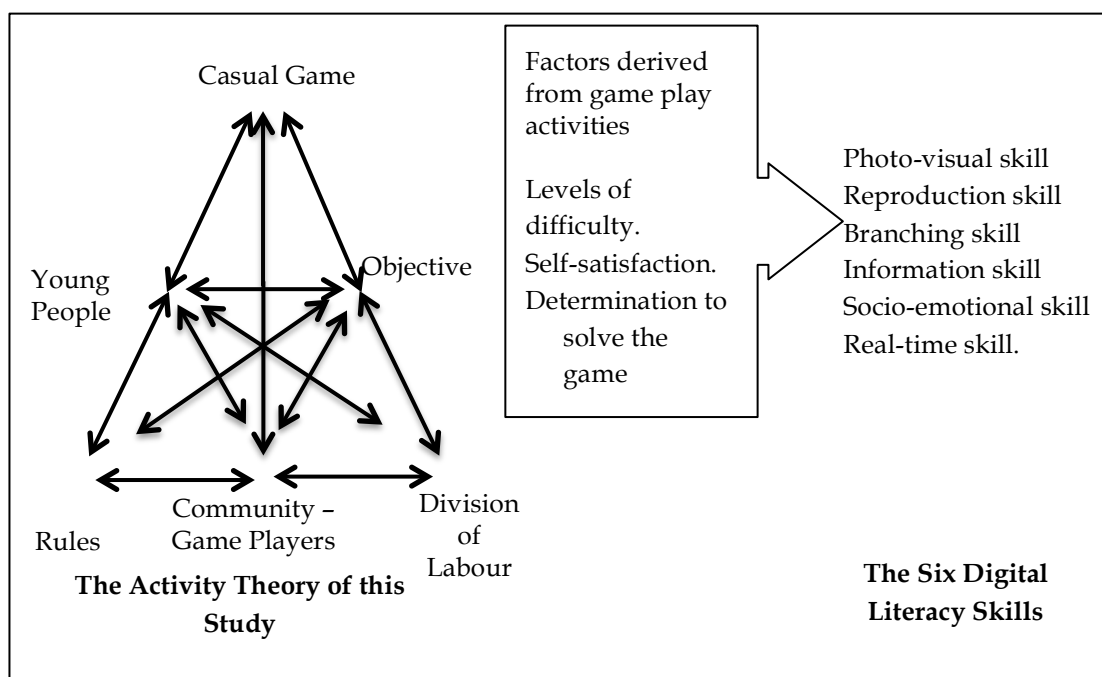 Casual Game
Young
People
Objective
Rules
Community –
Game Players
Division
of
Labour
The Activity Theory of this
Study
Factors derived
from game play
activities
Levels of
difficulty.
Self-satisfaction.
Determination to
solve the
game
Photo-visual skill
Reproduction skill
Branching skill
Information skill
Socio-emotional skill
Real-time skill.
The Six Digital
Literacy Skills